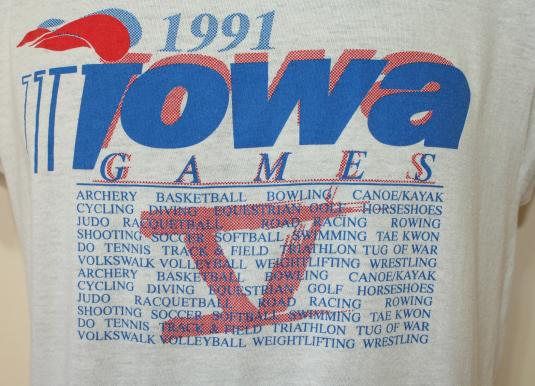 1991
iowa
GAMES
ARCHERY BASKETBALL BOWLING CANOE/KAYAK
CYCLING DIVING EQUESTRIAN GOLF HORSESHOES
JUDO RACQUETBALL ROAD RACING ROWING
SHOOTING SOCCER SOFTBALL SWIMMING TAE KWON
DO TENNIS TRACK & FIELD TRIATHLON TUG OF WAR
VOLKSWALK VOLLEYBALL WEIGHTLIFTING WRESTLING
ARCHERY BASKETBALL BOWLING CANOE/KAYAK
CYCLING DIVING EQUESTRIAN GOLF HORSESHOES
JUDO RACQUETBALL ROAD RACING ROWING
SHOOTING SOCCER SOFTBALL SWIMMING TAE KWON
DO TENNIS TRACK & FIELD TRIATHLON TUG OF WAR
VOLKSWALK VOLLEYBALL WEIGHTLIFTING WRESTLING
V